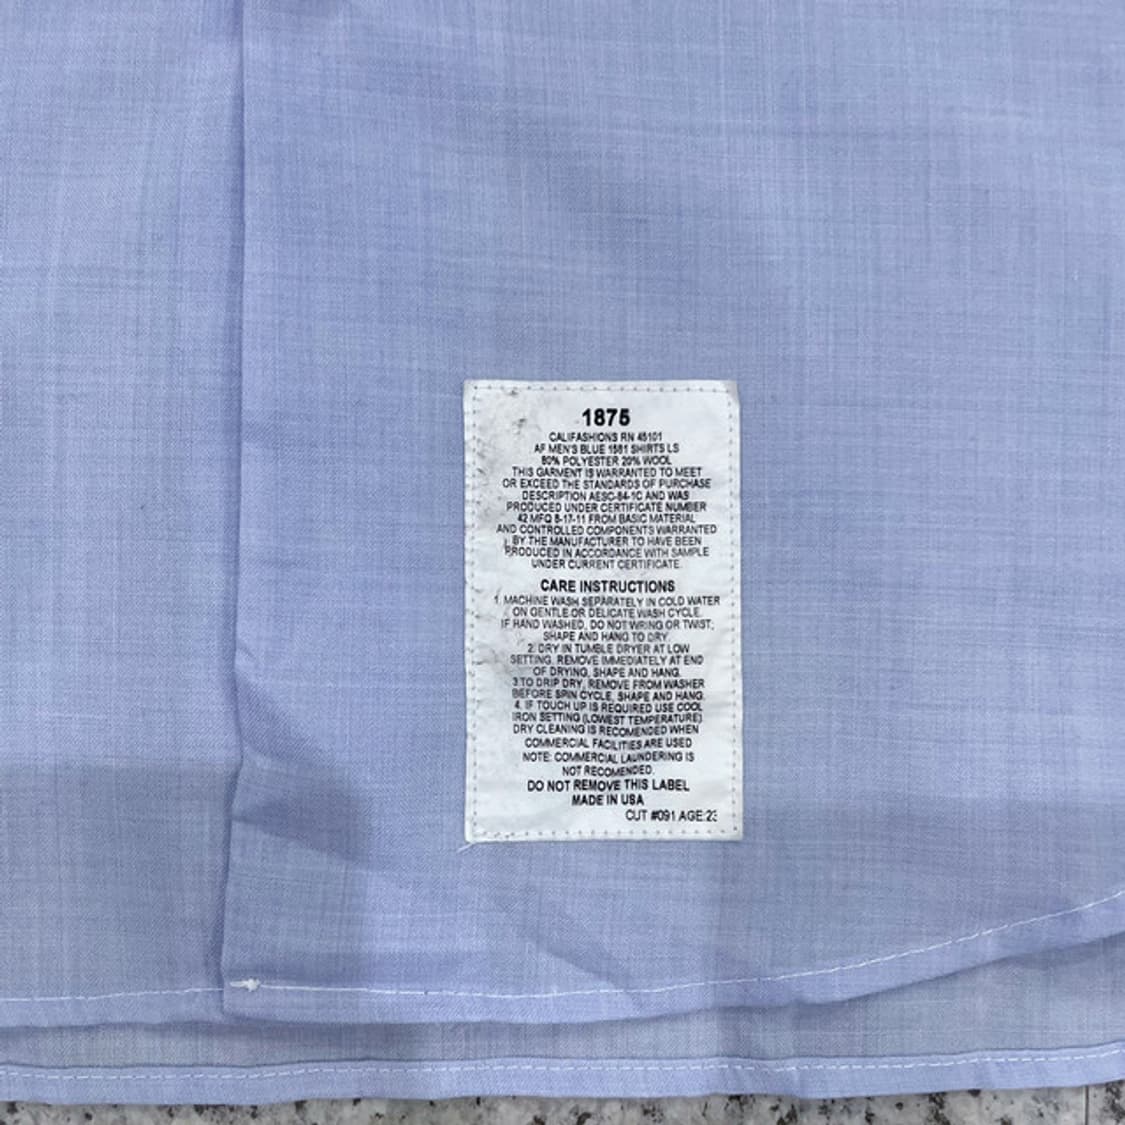 1875
CALIFASHIONS RN 45101
AF MEN'S BLUE 1581 SHIRTS LS
80% POLYESTER 20% WOOL
THIS GARMENT IS WARRANTED TO MEET
OR EXCEED THE STANDARDS OF PURCHASE
DESCRIPTION AESC-84-1C AND WAS
PRODUCED UNDER CERTIFICATE NUMBER
42 MFQ 8-17-11 FROM BASIC MATERIAL
AND CONTROLLED COMPONENTS WARRANTED
BY THE MANUFACTURER TO HAVE BEEN
PRODUCED IN ACCORDANCE WITH SAMPLE
UNDER CURRENT CERTIFICATE.
CARE INSTRUCTIONS
1. MACHINE WASH SEPARATELY IN COLD WATER
ON GENTLE OR DELICATE WASH CYCLE.
IF HAND WASHED, DO NOT WRING OR TWIST;
SHAPE AND HANG TO DRY.
2. DRY IN TUMBLE DRYER AT LOW
SETTING. REMOVE IMMEDIATELY AT END
OF DRYING, SHAPE AND HANG.
3.TO DRIP DRY, REMOVE FROM WASHER
BEFORE SPIN CYCLE, SHAPE AND HANG.
4. IF TOUCH UP IS REQUIRED USE COOL
IRON SETTING (LOWEST TEMPERATURE)
DRY CLEANING IS RECOMENDED WHEN
COMMERCIAL FACILITIES ARE USED
NOTE: COMMERCIAL LAUNDERING IS
NOT RECOMENDED.
DO NOT REMOVE THIS LABEL
MADE IN USA
CUT #091 AGE:23